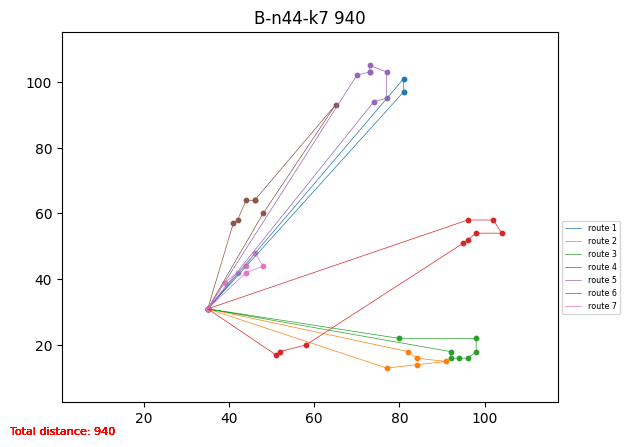 B-n44-k7 940
100
80
60
40
20
20
40
60
80
100
route 1
route 2
route 3
route 4
route 5
route 6
route 7
Total distance: 940